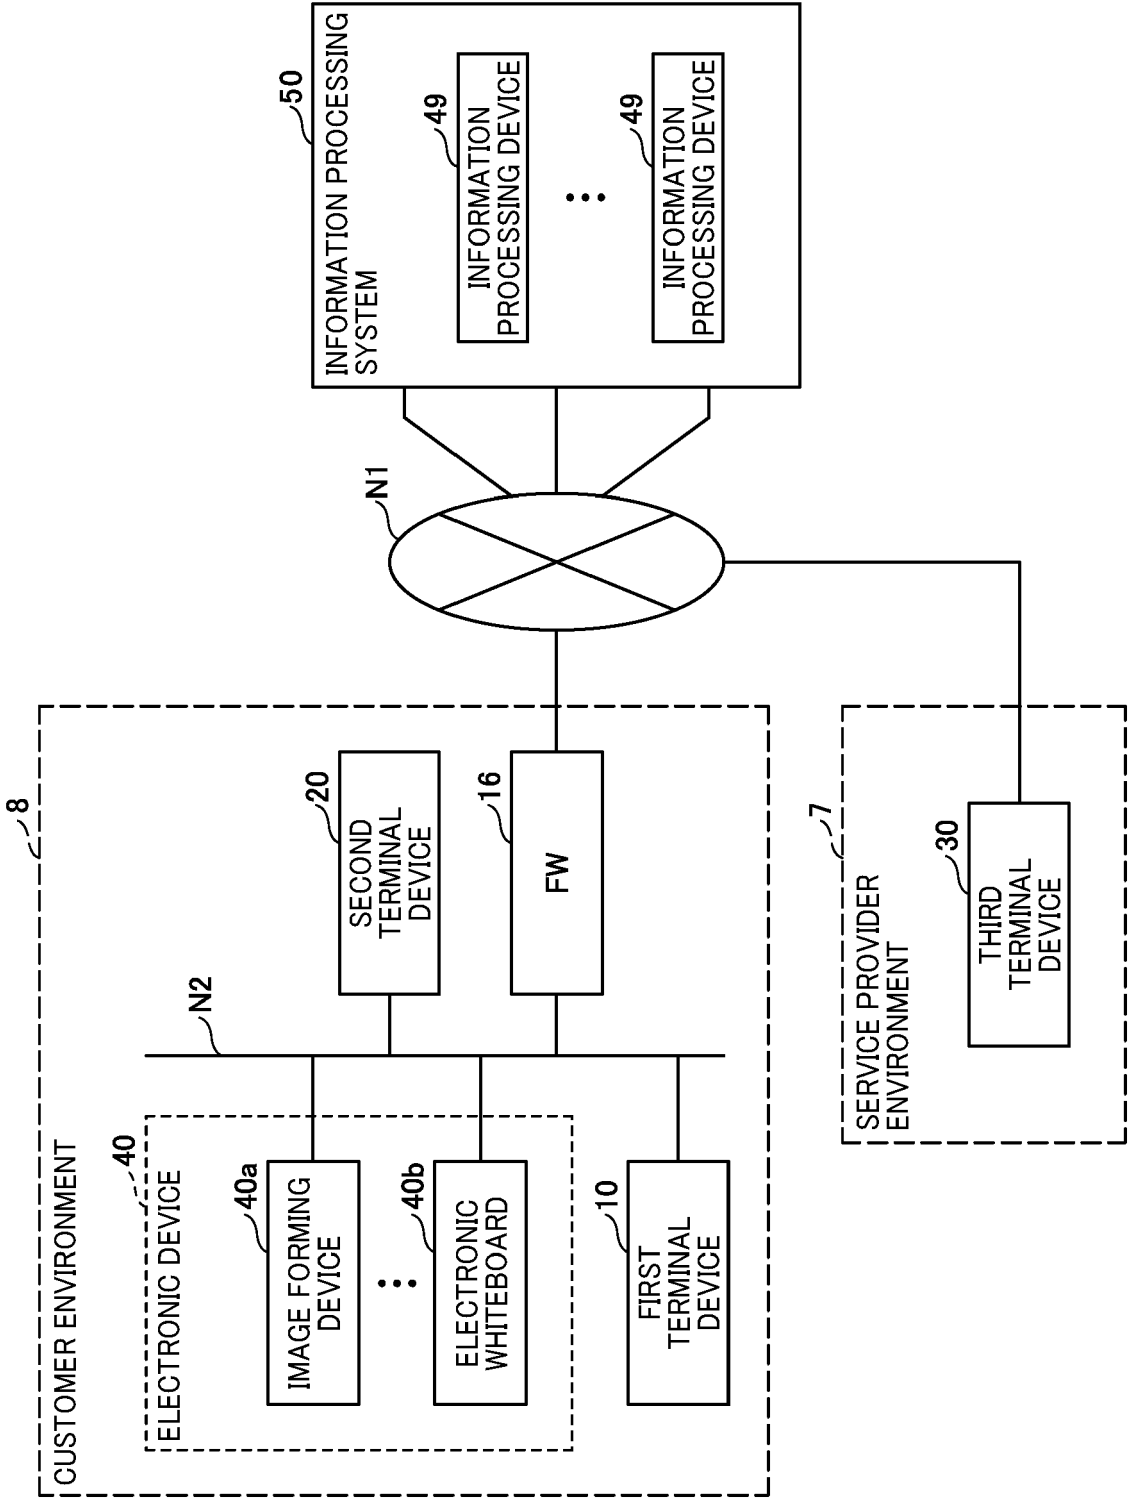 8
CUSTOMER ENVIRONMENT
40
ELECTRONIC DEVICE
40a
IMAGE FORMING
DEVICE
40b
ELECTRONIC
WHITEBOARD
10
FIRST
TERMINAL
DEVICE
N2
20
SECOND
TERMINAL
DEVICE
16
FW
N1
50
INFORMATION PROCESSING
SYSTEM
49
INFORMATION
PROCESSING DEVICE
49
INFORMATION
PROCESSING DEVICE
7
SERVICE PROVIDER
ENVIRONMENT
30
THIRD
TERMINAL
DEVICE